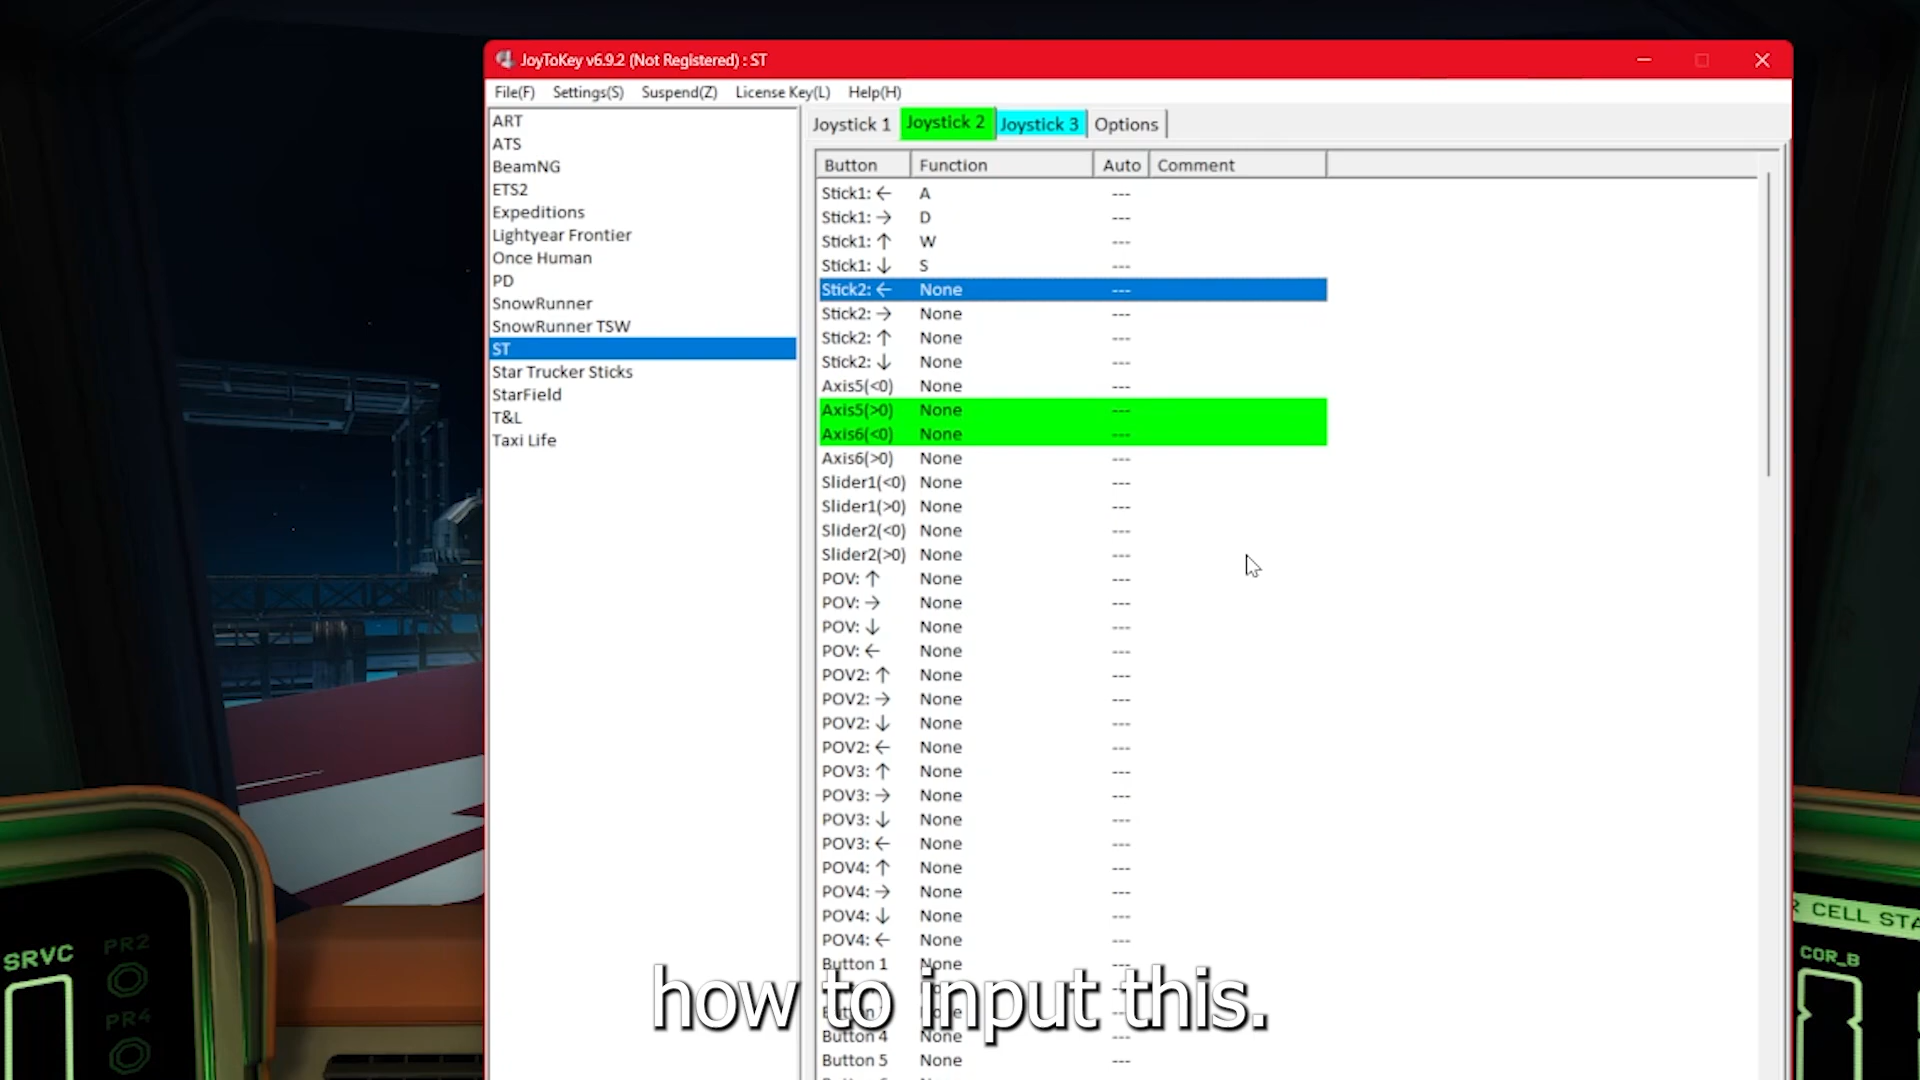 JoyToKey v6.9.2 (Not Registered) : ST
File(F) Settings(S) Suspend(Z) License Key(L) Help(H)
ART
ATS
BeamNG
ETS2
Expeditions
Lightyear Frontier
Once Human
PD
SnowRunner
SnowRunner TSW
ST
Star Trucker Sticks
StarField
T&L
Taxi Life
Joystick 1 Joystick 2 Joystick 3 Options
Button Function Auto Comment
Stick1: ← A ---
Stick1: → D ---
Stick1: ↑ W ---
Stick1: ↓ S ---
Stick2: ← None ---
Stick2: → None ---
Stick2: ↑ None ---
Stick2: ↓ None ---
Axis5(<0) None ---
Axis5(>0) None ---
Axis6(<0) None ---
Axis6(>0) None ---
Slider1(<0) None ---
Slider1(>0) None ---
Slider2(<0) None ---
Slider2(>0) None ---
POV: ↑ None ---
POV: → None ---
POV: ↓ None ---
POV: ← None ---
POV2: ↑ None ---
POV2: → None ---
POV2: ↓ None ---
POV2: ← None ---
POV3: ↑ None ---
POV3: → None ---
POV3: ↓ None ---
POV3: ← None ---
POV4: ↑ None ---
POV4: → None ---
POV4: ↓ None ---
POV4: ← None ---
Button 1 None ---
Button 4 None ---
Button 5 None ---
how to input this.
SRVC
PR2
PR4
R CELL STA
COR_B